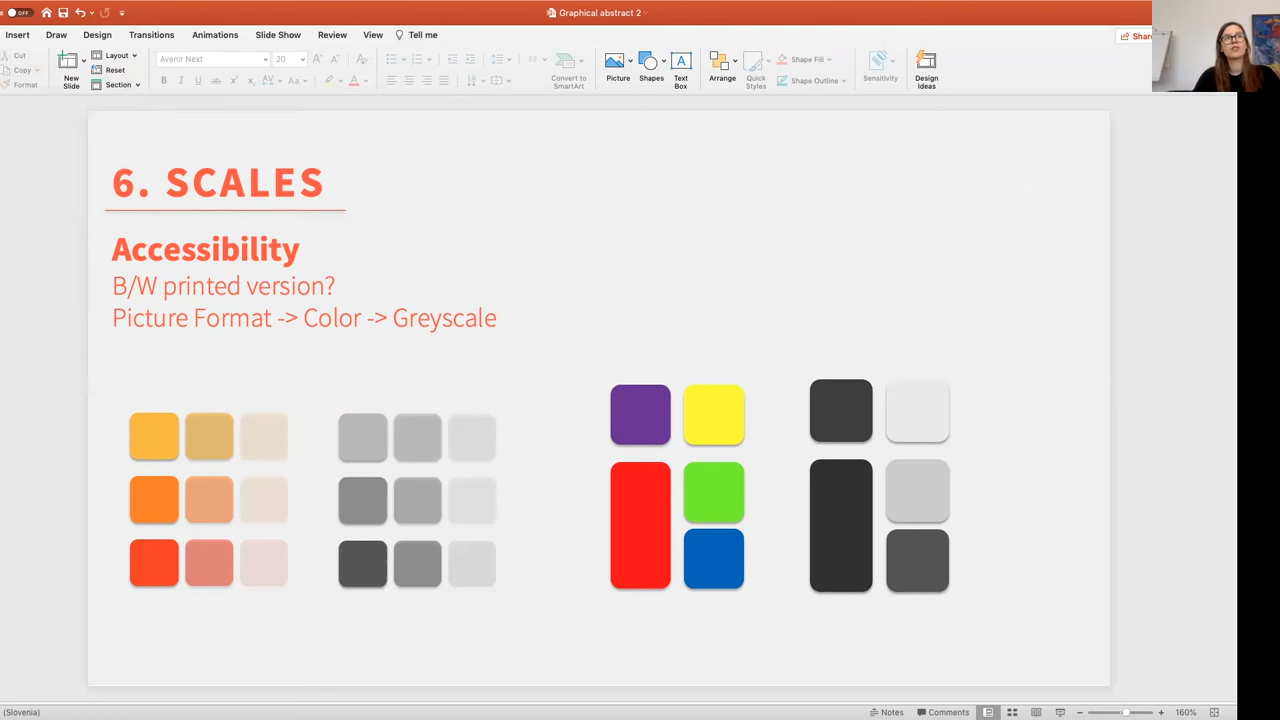 OFF
Graphical abstract 2
Insert Draw Design Transitions Animations Slide Show Review View Tell me
Cut
Copy
Format
New Slide
Layout
Reset
Section
Avenir Next 20
Convert to SmartArt
Picture
Shapes
Text Box
Arrange
Quick Styles
Shape Fill
Shape Outline
Sensitivity
Design Ideas
6. SCALES
Accessibility
B/W printed version?
Picture Format -> Color -> Greyscale
(Slovenia)
Notes Comments 160%